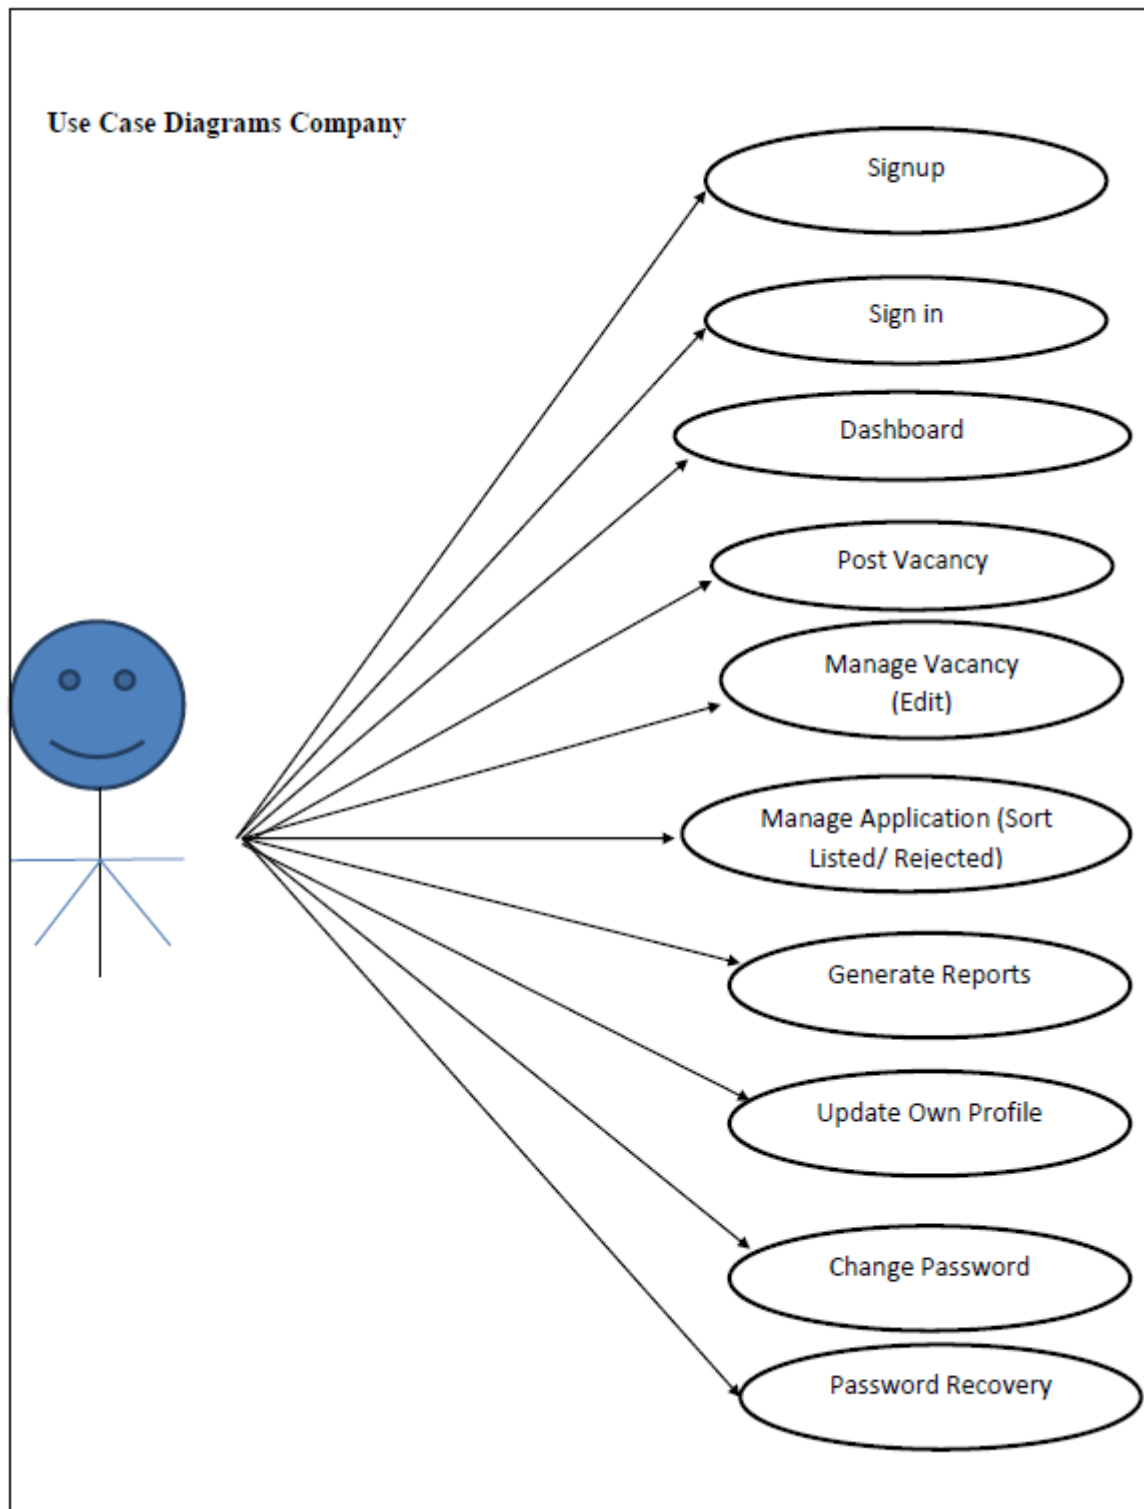 Use Case Diagrams Company
Signup
Sign in
Dashboard
Post Vacancy
Manage Vacancy
(Edit)
Manage Application (Sort
Listed/ Rejected)
Generate Reports
Update Own Profile
Change Password
Password Recovery